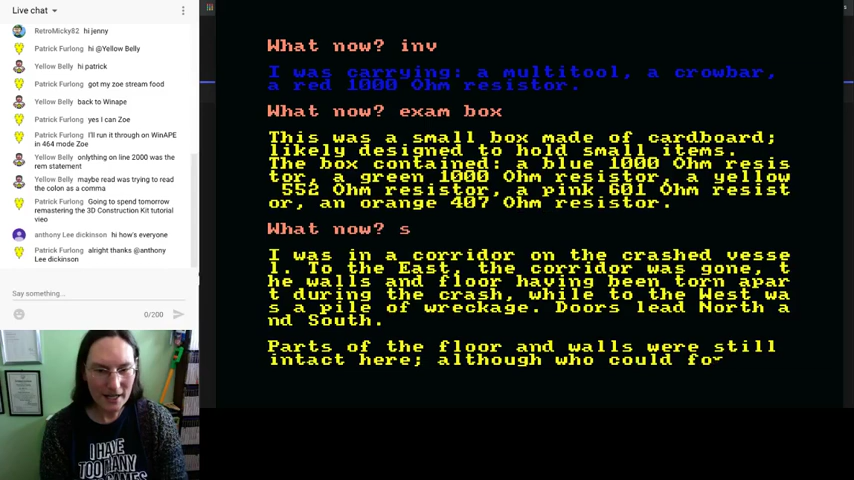 Live chat
RetroMicky82 hi jenny
Patrick Furlong hi @Yellow Belly
Yellow Belly hi patrick
Patrick Furlong got my zoe stream food
Yellow Belly back to Winape
Patrick Furlong yes I can Zoe
Patrick Furlong I'll run it through on WinAPE
in 464 mode Zoe
Yellow Belly onlything on line 2000 was the
rem statement
Yellow Belly maybe read was trying to read
the colon as a comma
Patrick Furlong Going to spend tomorrow
remastering the 3D Construction Kit tutorial
vieo
anthony Lee dickinson hi how's everyone
Patrick Furlong alright thanks @anthony
Lee dickinson
Say something...
0/200
I HAVE
TOO MANY
What now? inv
I was carrying: a multitool, a crowbar,
a red 1000 Ohm resistor.
What now? exam box
This was a small box made of cardboard;
likely designed to hold small items.
The box contained: a blue 1000 Ohm resis
tor, a green 1000 Ohm resistor, a yellow
552 Ohm resistor, a pink 601 Ohm resist
or, an orange 407 Ohm resistor.
What now? s
I was in a corridor on the crashed vesse
l. To the East, the corridor was gone, t
he walls and floor having been torn apar
t during the crash, while to the West wa
s a pile of wreckage. Doors lead North a
nd South.
Parts of the floor and walls were still
intact here; although who could fo